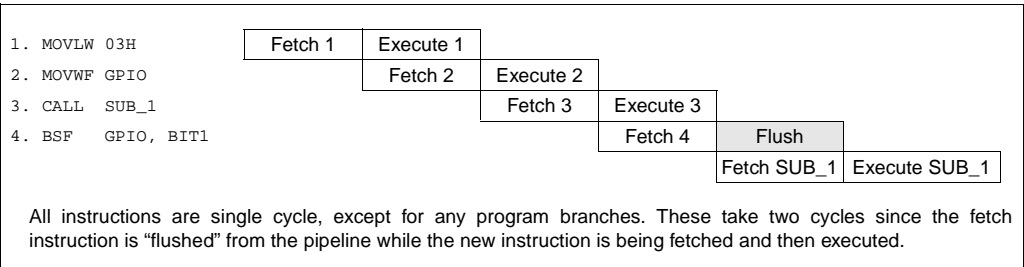 1. MOVLW 03H Fetch 1 Execute 1
2. MOVWF GPIO Fetch 2 Execute 2
3. CALL SUB_1 Fetch 3 Execute 3
4. BSF GPIO, BIT1 Fetch 4 Flush
Fetch SUB_1 Execute SUB_1
All instructions are single cycle, except for any program branches. These take two cycles since the fetch
instruction is “flushed” from the pipeline while the new instruction is being fetched and then executed.